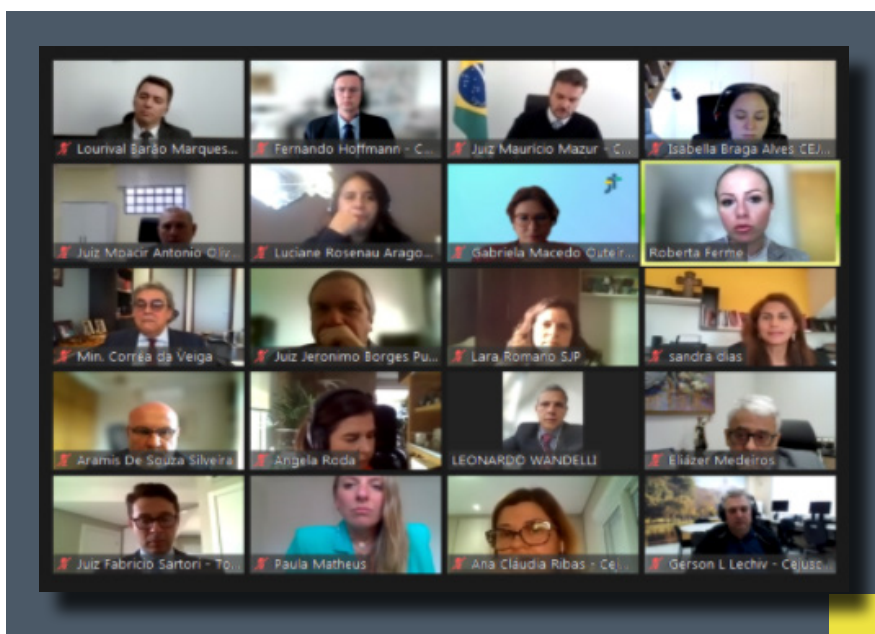 Lourival Barão Marques...
Fernando Hoffmann - C...
Juiz Mauricio Mazur - C...
Isabella Braga Alves CEJ...
Juiz Moacir Antonio Oliv...
Luciane Rosenau Arago...
Gabriela Macedo Outeir...
Roberta Ferme
Min. Correa da Veiga
Juiz Jeronimo Borges Pu...
Lara Romano SJP
sandra dias
Aramis De Souza Silveira
Angela Roda
LEONARDO WANDELLI
Eliázer Medeiros
Juiz Fabricio Sartori - To...
Paula Matheus
Ana Cláudia Ribas - Cej...
Gerson L Lechiv - Cejusc...